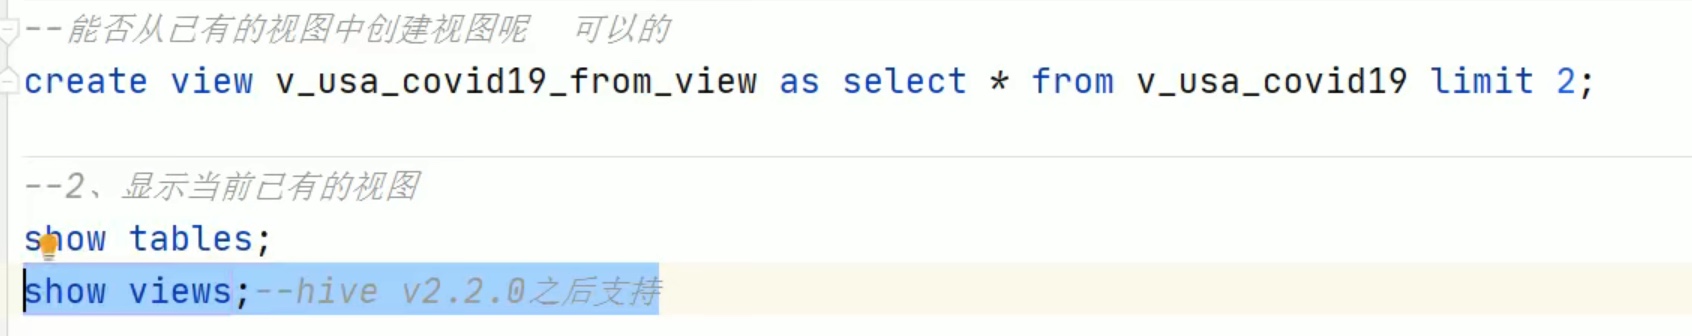 --能否从已有的视图中创建视图呢 可以的
create view v_usa_covid19_from_view as select * from v_usa_covid19 limit 2;
--2、显示当前已有的视图
show tables;
show views;--hive v2.2.0之后支持